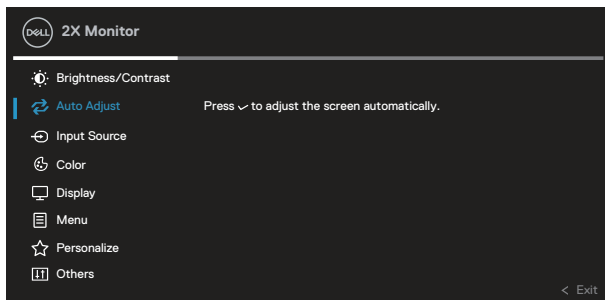 DELL 2X Monitor
Brightness/Contrast
Auto Adjust Press ✓ to adjust the screen automatically.
Input Source
Color
Display
Menu
Personalize
Others
< Exit